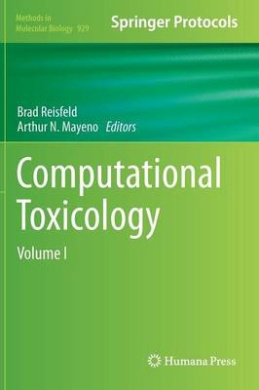 Methods in
Molecular Biology 929
Springer Protocols
Brad Reisfeld
Arthur N. Mayeno Editors
Computational
Toxicology
Volume I
Humana Press